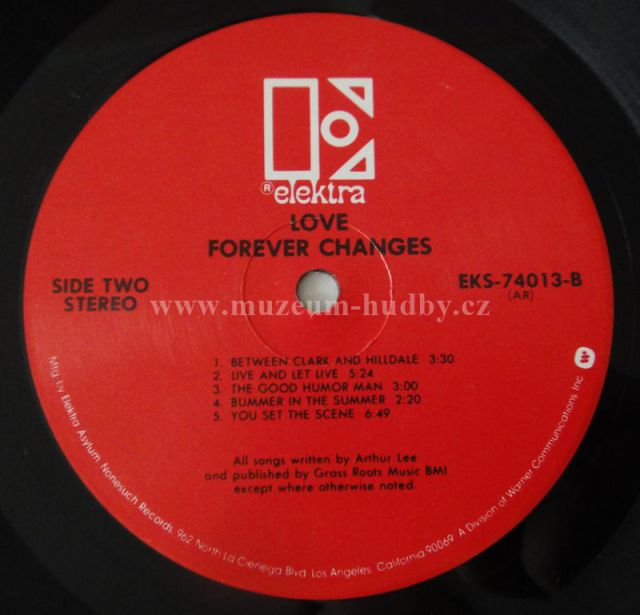 ® elektra
LOVE
FOREVER CHANGES
SIDE TWO
STEREO
EKS-74013-B
(AR)
www.muzeum-hudby.cz
1. BETWEEN CLARK AND HILLDALE 3:30
2. LIVE AND LET LIVE 5:24
3. THE GOOD HUMOR MAN 3:00
4. BUMMER IN THE SUMMER 2:20
5. YOU SET THE SCENE 6:49
All songs written by Arthur Lee
and published by Grass Roots Music BMI
except where otherwise noted.
Mfg. by Elektra Asylum Nonesuch Records. 962 North La Cienega Blvd. Los Angeles. California 90069 A Division of Warner Communications Inc.